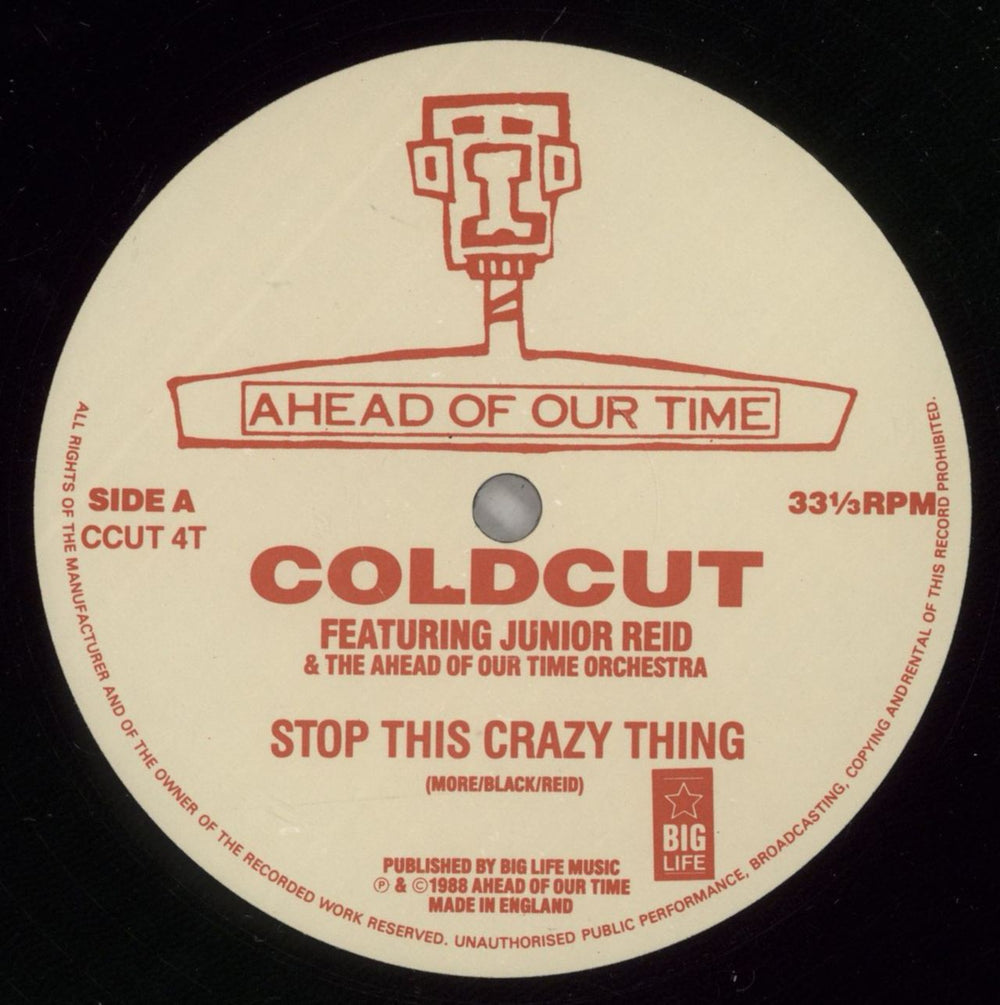 AHEAD OF OUR TIME
SIDE A
CCUT 4T
33⅓RPM
COLDCUT
FEATURING JUNIOR REID
& THE AHEAD OF OUR TIME ORCHESTRA
STOP THIS CRAZY THING
(MORE/BLACK/REID)
BIG
LIFE
PUBLISHED BY BIG LIFE MUSIC
℗ & ©1988 AHEAD OF OUR TIME
MADE IN ENGLAND
ALL RIGHTS OF THE MANUFACTURER AND OF THE OWNER OF THE RECORDED WORK RESERVED. UNAUTHORISED PUBLIC PERFORMANCE, BROADCASTING, COPYING AND RENTAL OF THIS RECORD PROHIBITED.